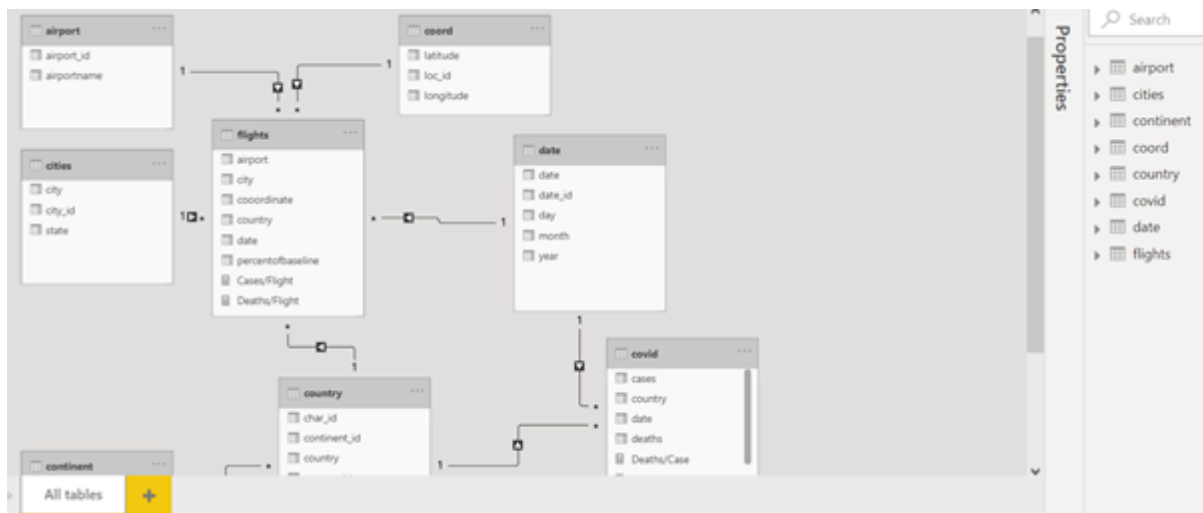 airport
airport_id
airportname
1
coord
latitude
loc_id
longitude
1
flights
airport
city
cooordinate
country
date
percentofbaseline
Cases/Flight
Deaths/Flight
cities
city
city_id
state
1
date
date
date_id
day
month
year
1
1
1
country
char_id
continent_id
country
1
covid
cases
country
date
deaths
Deaths/Case
continent
All tables
+
Properties
Search
airport
cities
continent
coord
country
covid
date
flights